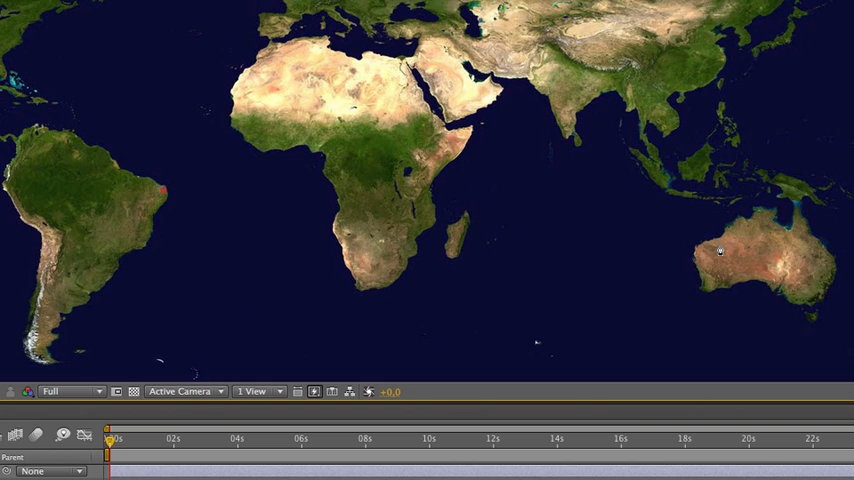 Full Active Camera 1 View +0,0
00s 02s 04s 06s 08s 10s 12s 14s 16s 18s 20s 22s
Parent
None